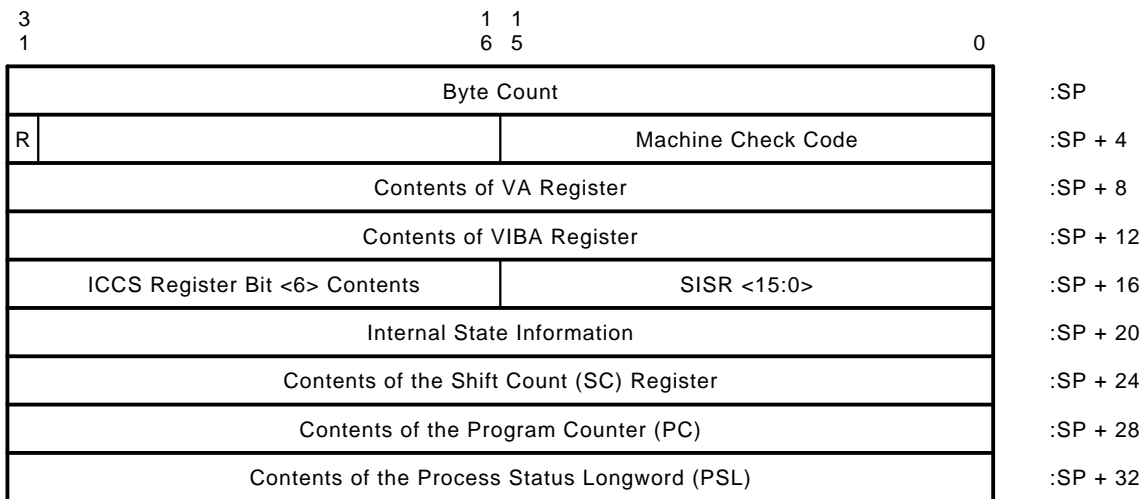 3 1 1
1 6 5 0
Byte Count :SP
R Machine Check Code :SP + 4
Contents of VA Register :SP + 8
Contents of VIBA Register :SP + 12
ICCS Register Bit <6> Contents SISR <15:0> :SP + 16
Internal State Information :SP + 20
Contents of the Shift Count (SC) Register :SP + 24
Contents of the Program Counter (PC) :SP + 28
Contents of the Process Status Longword (PSL) :SP + 32